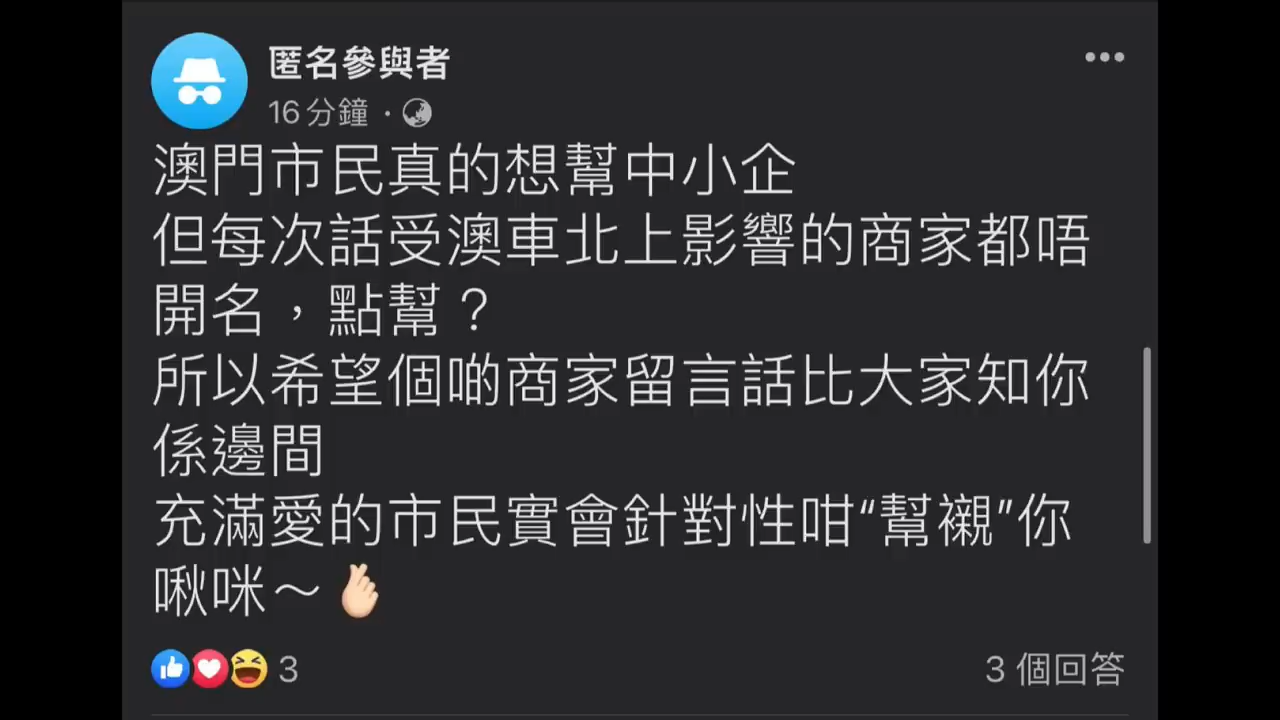 匿名參與者
16 分鐘 ·
澳門市民真的想幫中小企
但每次話受澳車北上影響的商家都唔
開名，點幫？
所以希望個啲商家留言話比大家知你
係邊間
充滿愛的市民實會針對性咁“幫襯”你
啾咪～🫰🏻
3
3 個回答